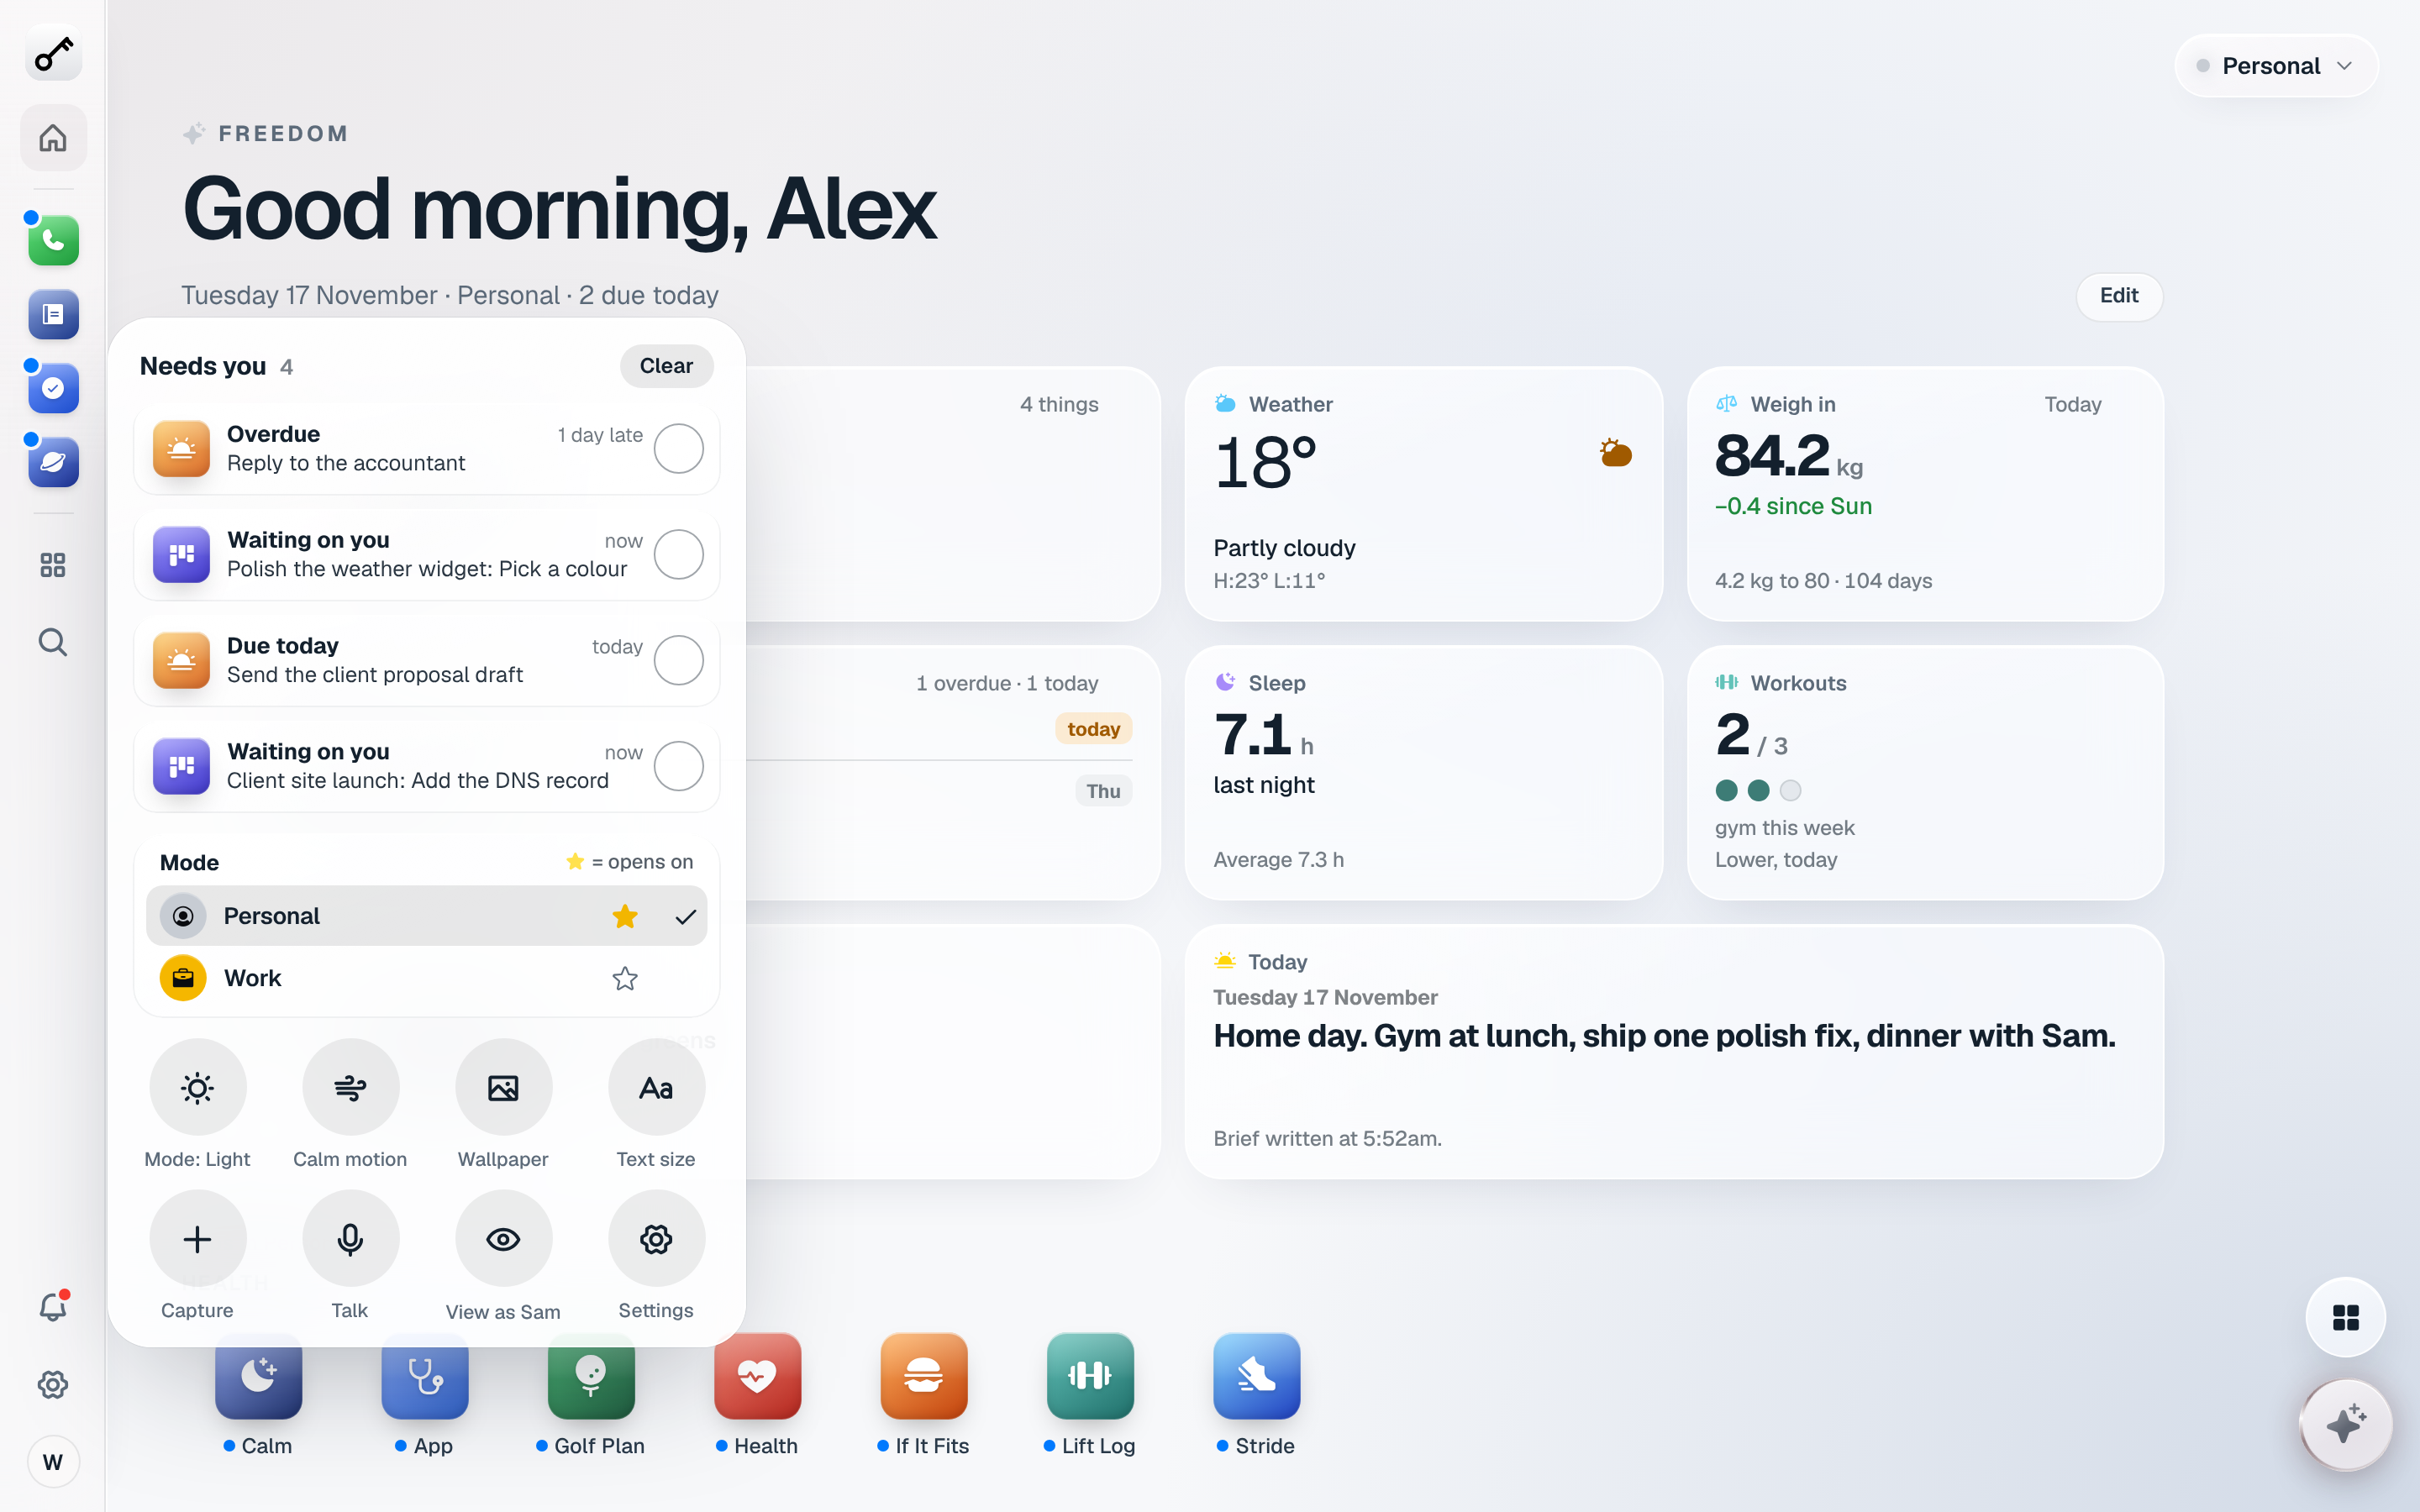 Personal
FREEDOM
Good morning, Alex
Tuesday 17 November · Personal · 2 due today
Edit
Needs you 4
Clear
Overdue
1 day late
Reply to the accountant
Waiting on you
now
Polish the weather widget: Pick a colour
Due today
today
Send the client proposal draft
Waiting on you
now
Client site launch: Add the DNS record
Mode
= opens on
Personal
Work
Mode: Light
Calm motion
Wallpaper
Text size
Aa
Capture
Talk
View as Sam
Settings
HEALTH
4 things
Weather
18°
Partly cloudy
H:23° L:11°
Weigh in
Today
84.2 kg
−0.4 since Sun
4.2 kg to 80 · 104 days
1 overdue · 1 today
today
Thu
Sleep
7.1 h
last night
Average 7.3 h
Workouts
2 / 3
gym this week
Lower, today
Today
Tuesday 17 November
Home day. Gym at lunch, ship one polish fix, dinner with Sam.
Brief written at 5:52am.
Calm
App
Golf Plan
Health
If It Fits
Lift Log
Stride
W